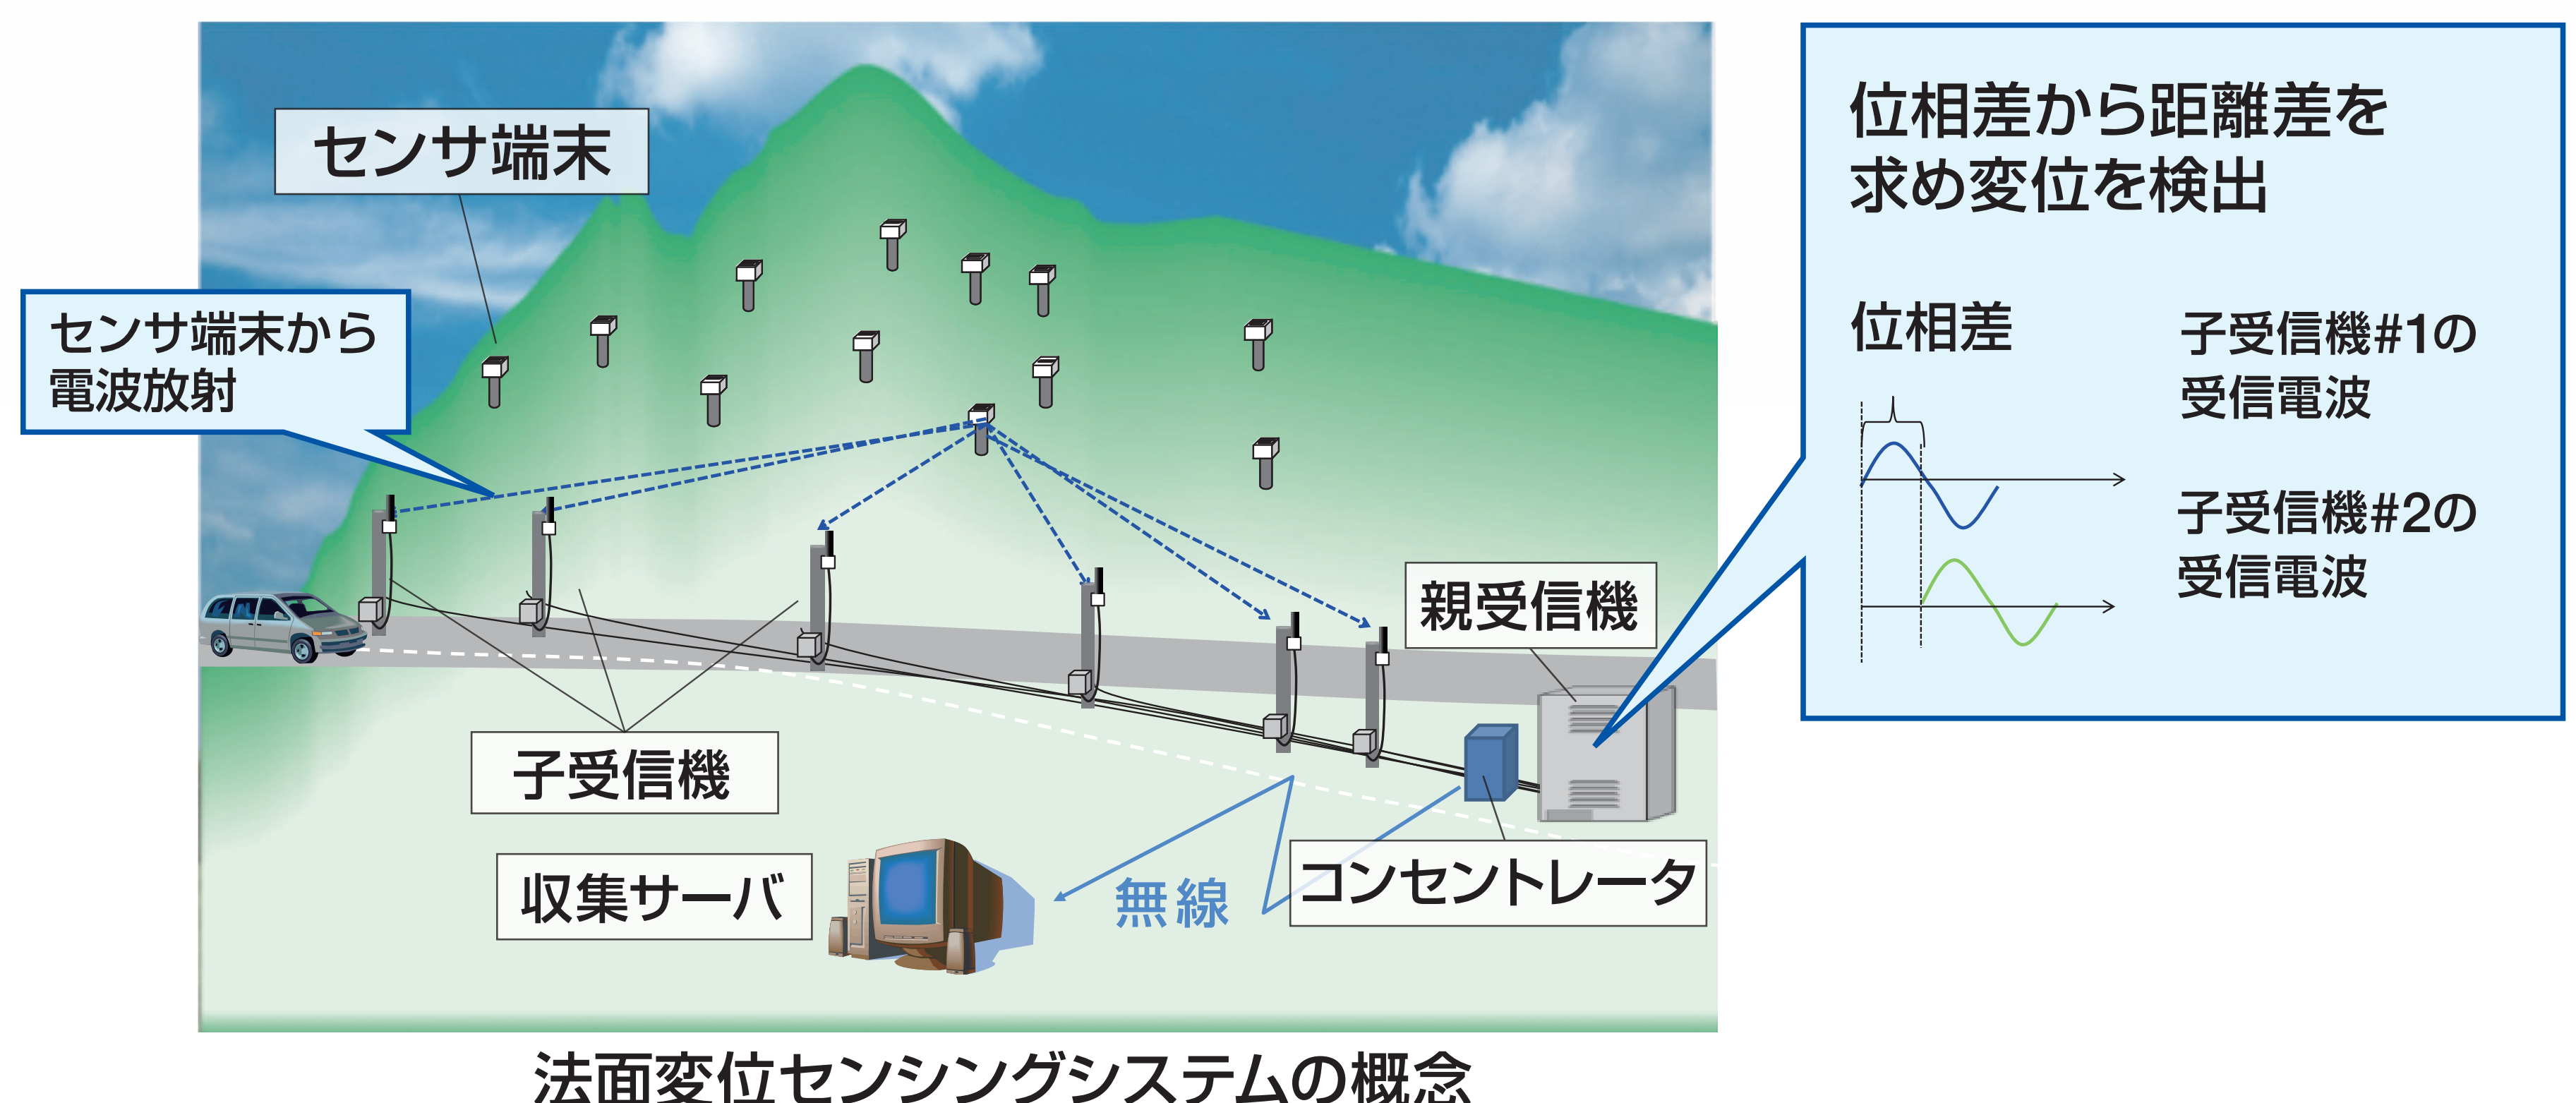 センサ端末
センサ端末から
電波放射
子受信機
収集サーバ
無線
コンセントレータ
親受信機
位相差から距離差を
求め変位を検出
位相差
子受信機#1の
受信電波
子受信機#2の
受信電波
法面変位センシングシステムの概念